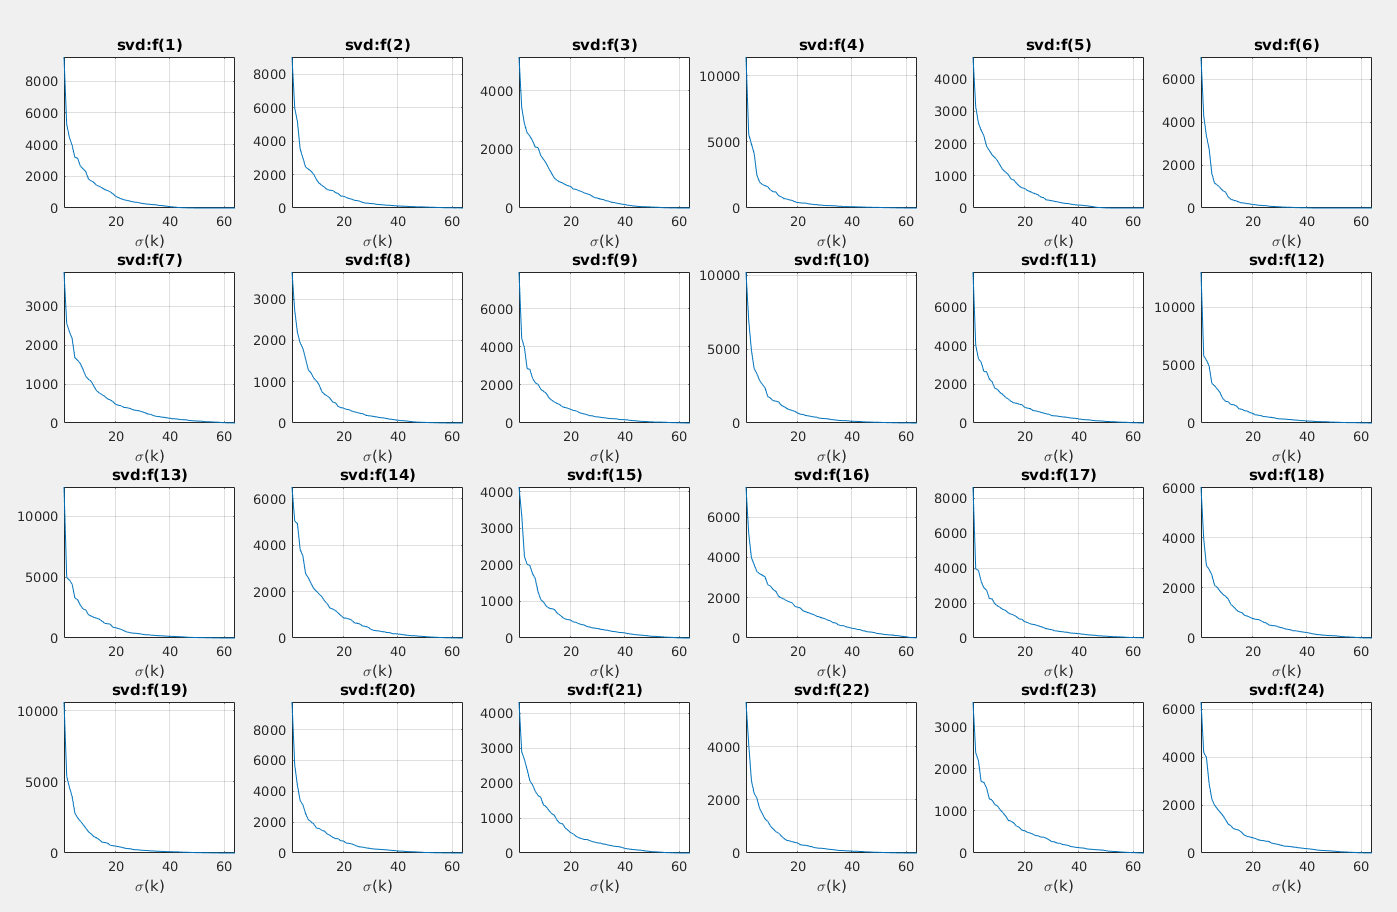 svd:f(1) svd:f(2) svd:f(3) svd:f(4) svd:f(5) svd:f(6)
8000 6000 4000 2000 0 20 40 60 σ(k)
8000 6000 4000 2000 0 20 40 60 σ(k)
4000 2000 0 20 40 60 σ(k)
10000 5000 0 20 40 60 σ(k)
4000 3000 2000 1000 0 20 40 60 σ(k)
6000 4000 2000 0 20 40 60 σ(k)
svd:f(7) svd:f(8) svd:f(9) svd:f(10) svd:f(11) svd:f(12)
3000 2000 1000 0 20 40 60 σ(k)
3000 2000 1000 0 20 40 60 σ(k)
6000 4000 2000 0 20 40 60 σ(k)
10000 5000 0 20 40 60 σ(k)
6000 4000 2000 0 20 40 60 σ(k)
10000 5000 0 20 40 60 σ(k)
svd:f(13) svd:f(14) svd:f(15) svd:f(16) svd:f(17) svd:f(18)
10000 5000 0 20 40 60 σ(k)
6000 4000 2000 0 20 40 60 σ(k)
4000 3000 2000 1000 0 20 40 60 σ(k)
6000 4000 2000 0 20 40 60 σ(k)
8000 6000 4000 2000 0 20 40 60 σ(k)
6000 4000 2000 0 20 40 60 σ(k)
svd:f(19) svd:f(20) svd:f(21) svd:f(22) svd:f(23) svd:f(24)
10000 5000 0 20 40 60 σ(k)
8000 6000 4000 2000 0 20 40 60 σ(k)
4000 3000 2000 1000 0 20 40 60 σ(k)
4000 2000 0 20 40 60 σ(k)
3000 2000 1000 0 20 40 60 σ(k)
6000 4000 2000 0 20 40 60 σ(k)